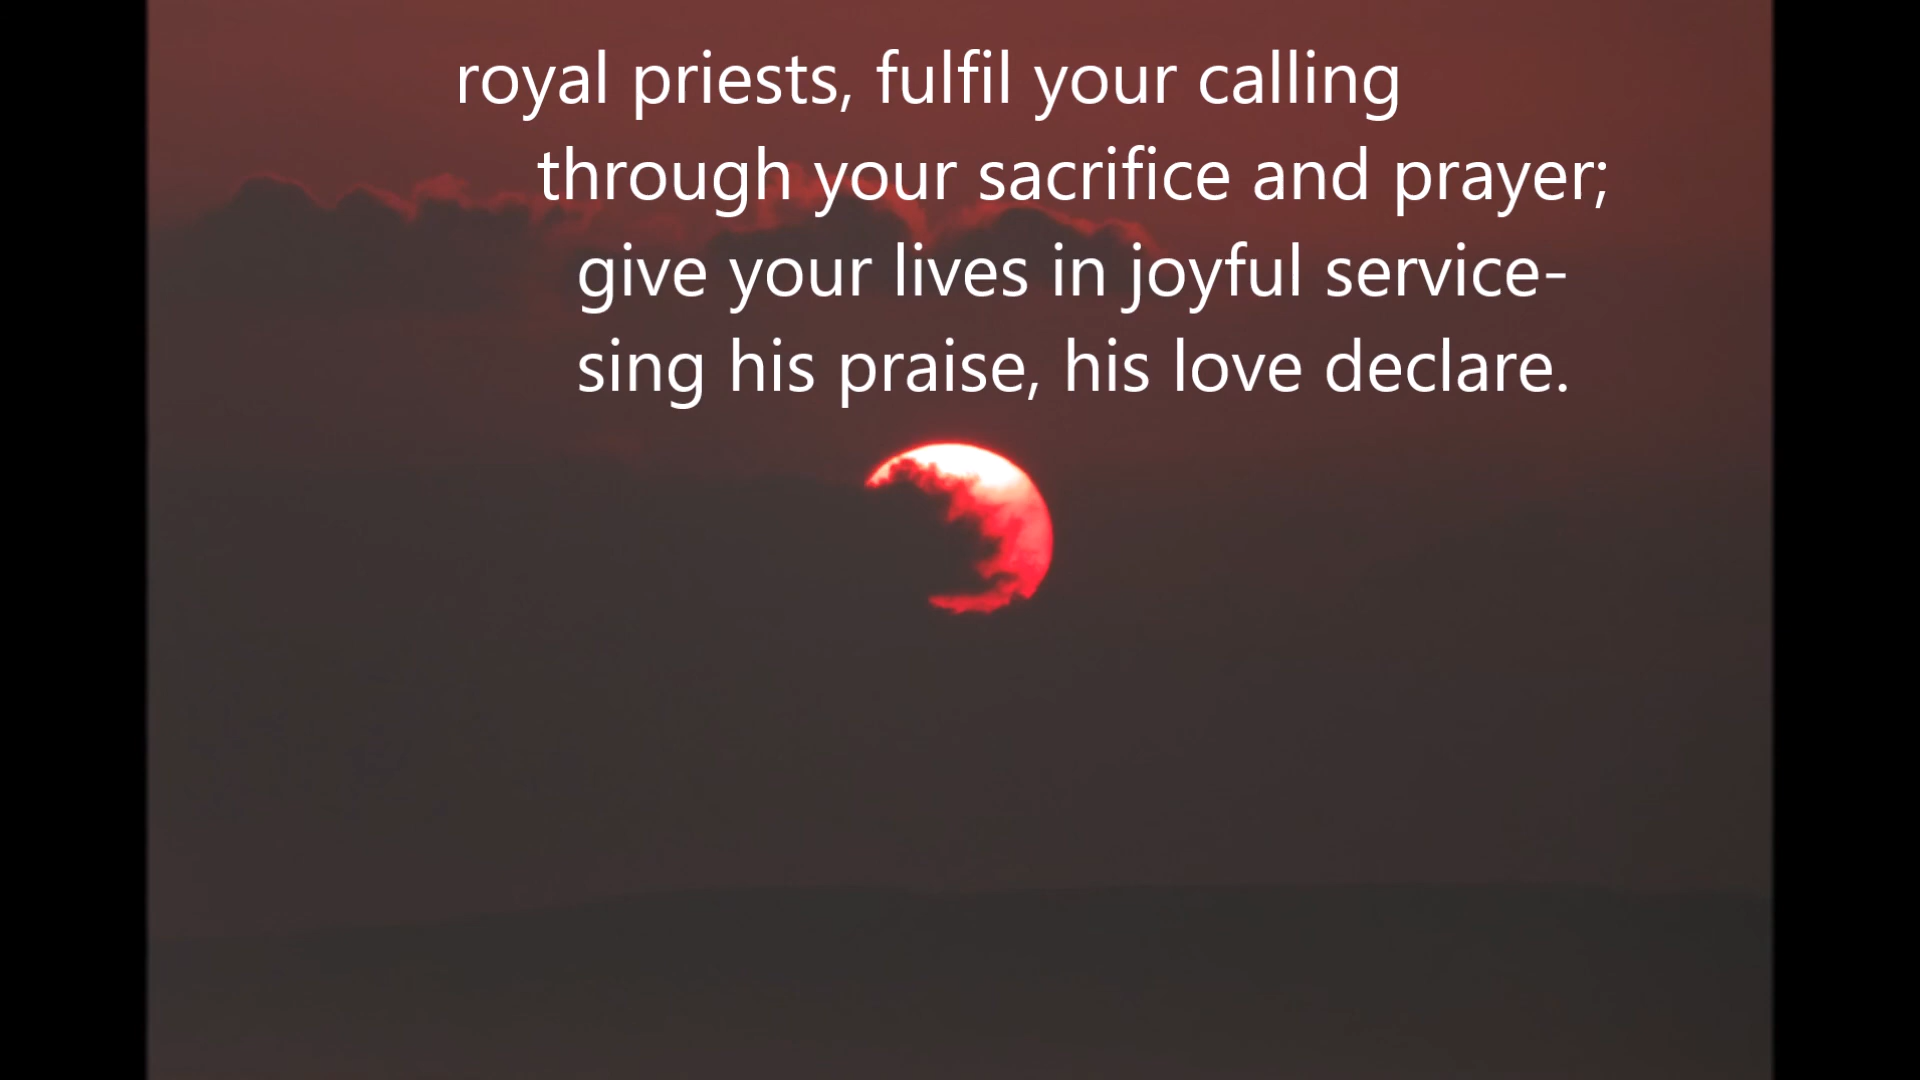 royal priests, fulfil your calling
through your sacrifice and prayer;
give your lives in joyful service-
sing his praise, his love declare.